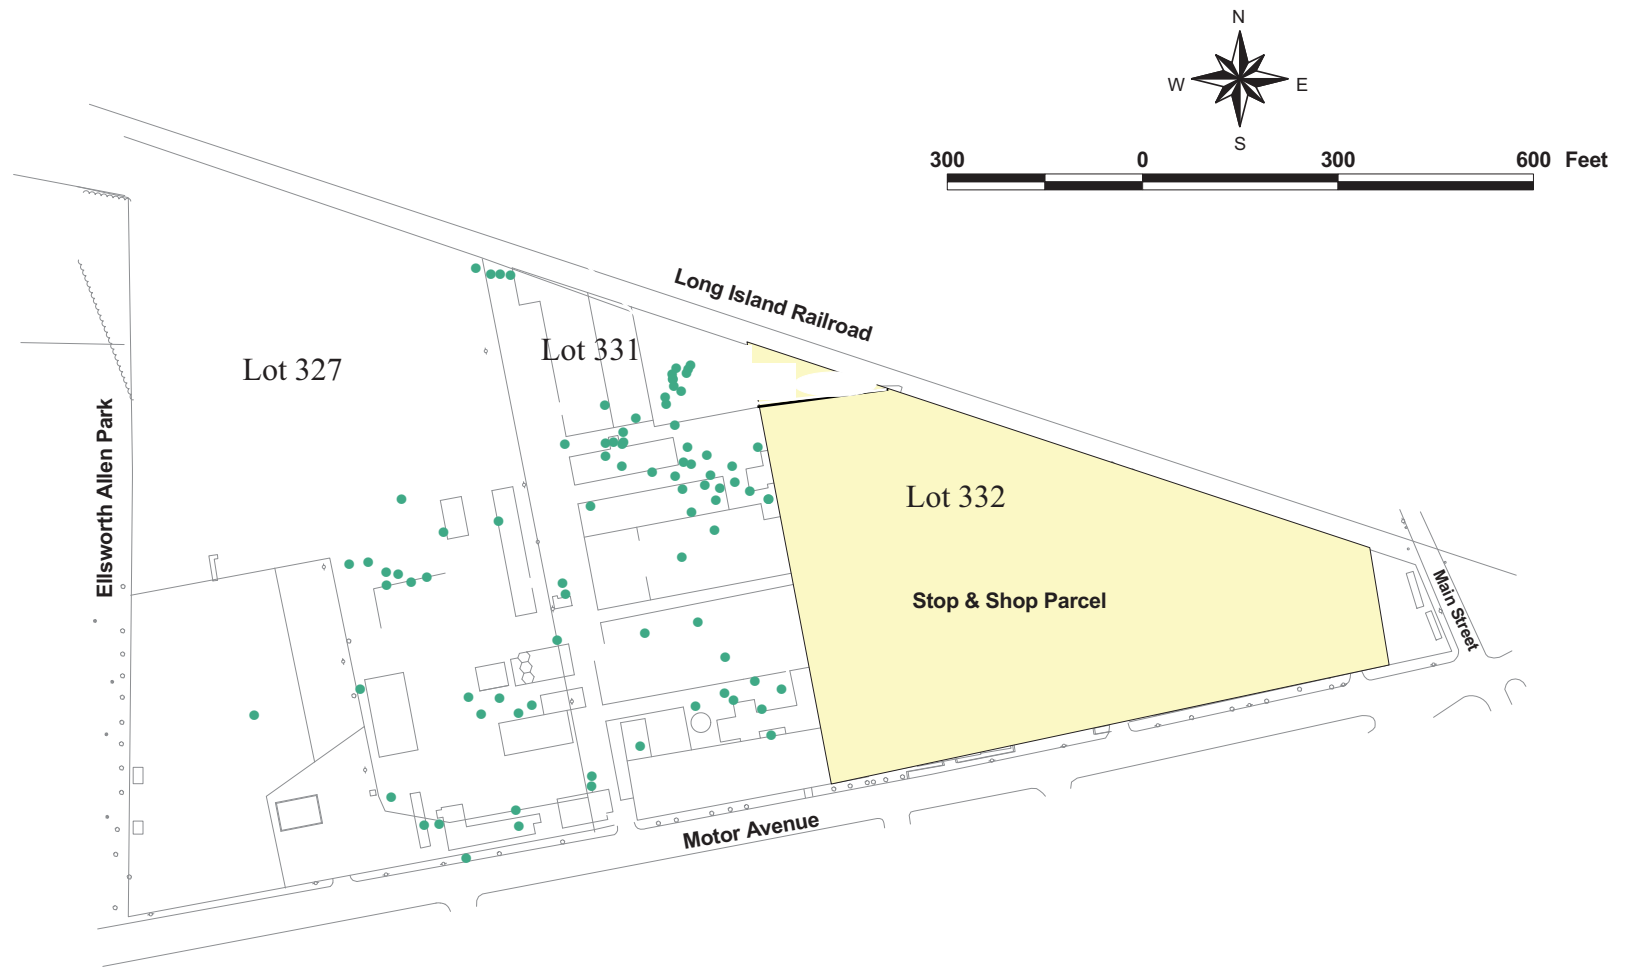 N
W E
S
300 0 300 600 Feet
Long Island Railroad
Lot 331
Lot 327
Ellsworth Allen Park
Lot 332
Stop & Shop Parcel
Main Street
Motor Avenue